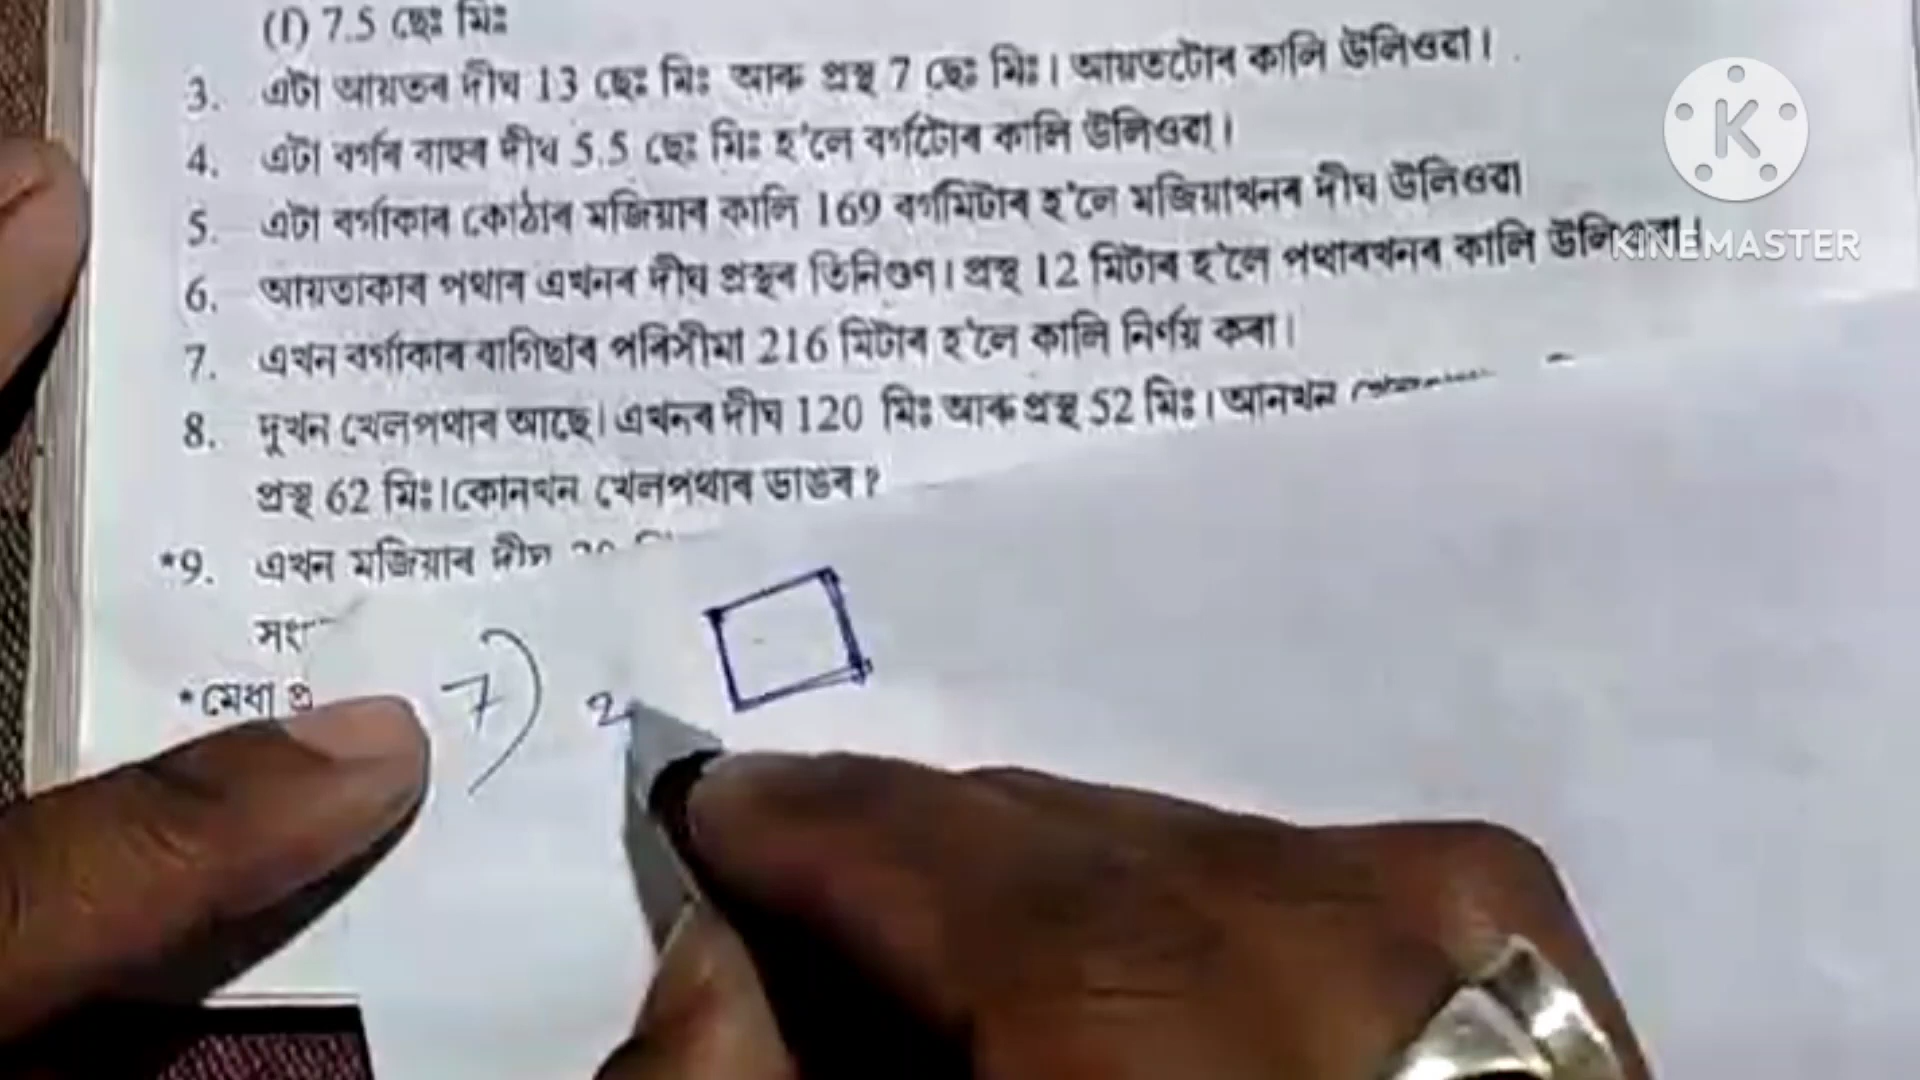 (f) 7.5 ছেঃ মিঃ
3. এটা আয়তৰ দীঘ 13 ছেঃ মিঃ আৰু প্ৰস্থ 7 ছেঃ মিঃ। আয়তটোৰ কালি উলিওৱা।
4. এটা বৰ্গৰ বাহুৰ দীঘ 5.5 ছেঃ মিঃ হ'লে বৰ্গটোৰ কালি উলিওৱা।
5. এটা বৰ্গাকাৰ কোঠাৰ মজিয়াৰ কালি 169 বৰ্গমিটাৰ হ'লে মজিয়াখনৰ দীঘ উলিওৱা
6. আয়তাকাৰ পথাৰ এখনৰ দীঘ প্ৰস্থৰ তিনিগুণ। প্ৰস্থ 12 মিটাৰ হ'লে পথাৰখনৰ কালি উলিওৱা।
7. এখন বৰ্গাকাৰ বাগিছাৰ পৰিসীমা 216 মিটাৰ হ'লে কালি নিৰ্ণয় কৰা।
8. দুখন খেলপথাৰ আছে। এখনৰ দীঘ 120 মিঃ আৰু প্ৰস্থ 52 মিঃ। আনখন
প্ৰস্থ 62 মিঃ। কোনখন খেলপথাৰ ডাঙৰ?
*9. এখন মজিয়াৰ দীঘ
*মেধা
7) 2
K
KINEMASTER